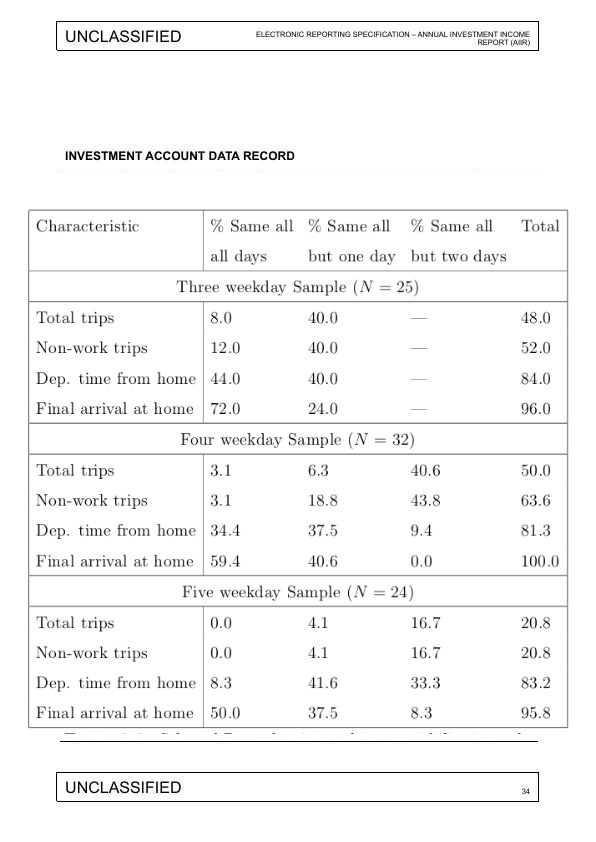 UNCLASSIFIED
ELECTRONIC REPORTING SPECIFICATION – ANNUAL INVESTMENT INCOME
REPORT (AIIR)
INVESTMENT ACCOUNT DATA RECORD
Characteristic % Same all % Same all % Same all Total
all days but one day but two days
Three weekday Sample (N = 25)
Total trips 8.0 40.0 — 48.0
Non-work trips 12.0 40.0 — 52.0
Dep. time from home 44.0 40.0 — 84.0
Final arrival at home 72.0 24.0 — 96.0
Four weekday Sample (N = 32)
Total trips 3.1 6.3 40.6 50.0
Non-work trips 3.1 18.8 43.8 63.6
Dep. time from home 34.4 37.5 9.4 81.3
Final arrival at home 59.4 40.6 0.0 100.0
Five weekday Sample (N = 24)
Total trips 0.0 4.1 16.7 20.8
Non-work trips 0.0 4.1 16.7 20.8
Dep. time from home 8.3 41.6 33.3 83.2
Final arrival at home 50.0 37.5 8.3 95.8
UNCLASSIFIED
34